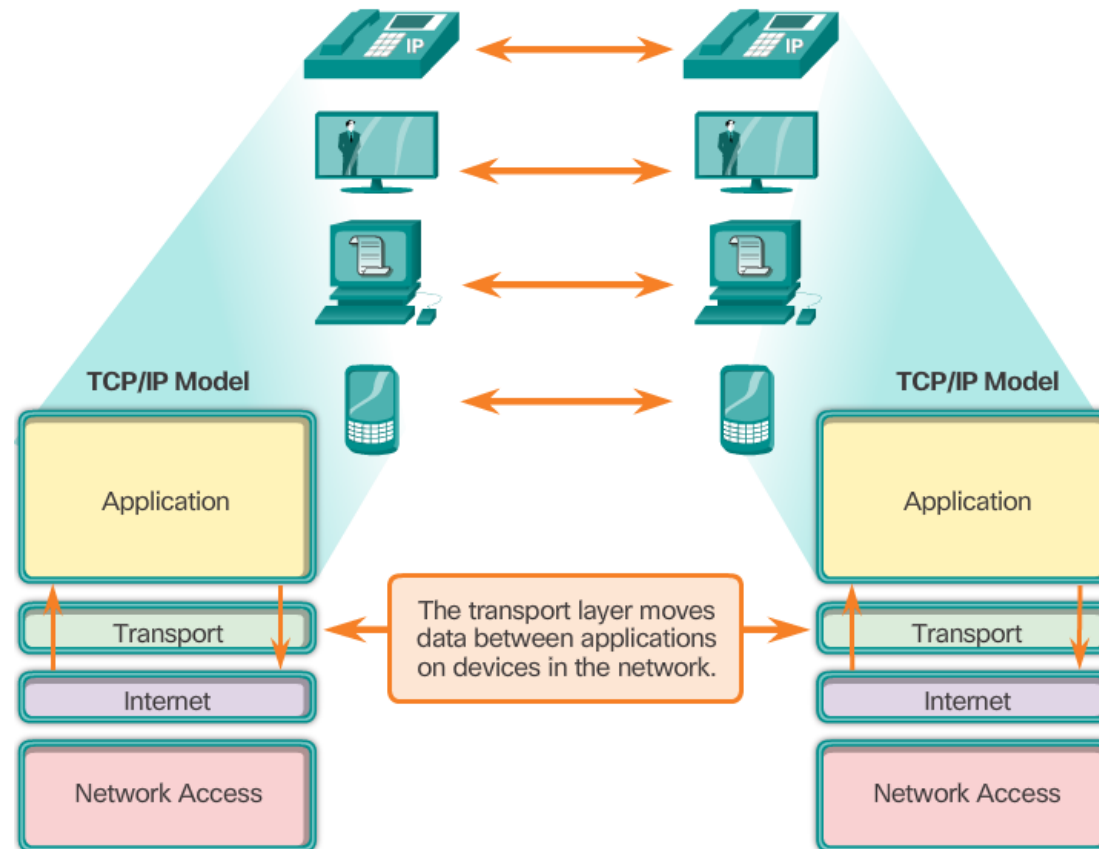 IP
IP
TCP/IP Model
TCP/IP Model
Application
Application
The transport layer moves
data between applications
on devices in the network.
Transport
Transport
Internet
Internet
Network Access
Network Access